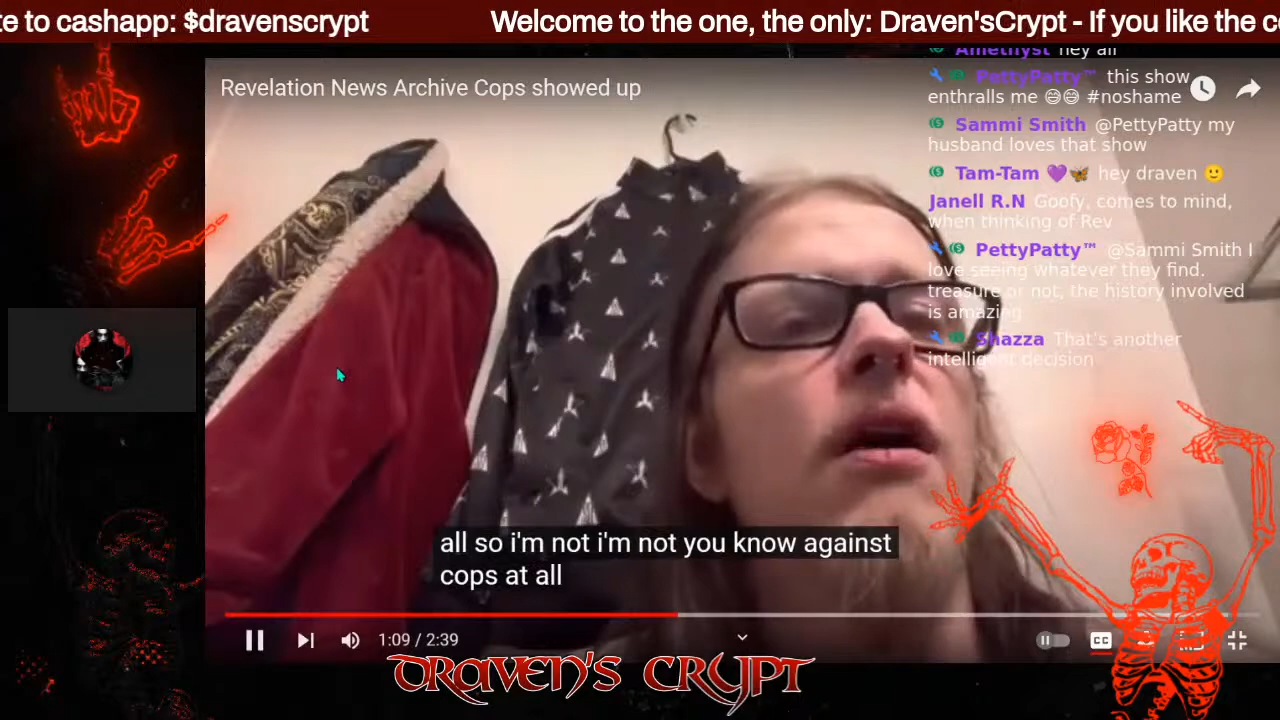 te to cashapp: $dravenscrypt
Welcome to the one, the only: Draven'sCrypt - If you like the co
Revelation News Archive Cops showed up
Amethyst hey all
PettyPatty™ this show
enthralls me 😅😅 #noshame
Sammi Smith @PettyPatty my
husband loves that show
Tam-Tam 💜🦋 hey draven 🙂
Janell R.N Goofy, comes to mind,
when thinking of Rev
PettyPatty™ @Sammi Smith I
love seeing whatever they find.
treasure or not, the history involved
is amazing
Shazza That's another
intelligent decision
all so i'm not i'm not you know against
cops at all
1:09 / 2:39
CC
DRAVEN'S CRYPT